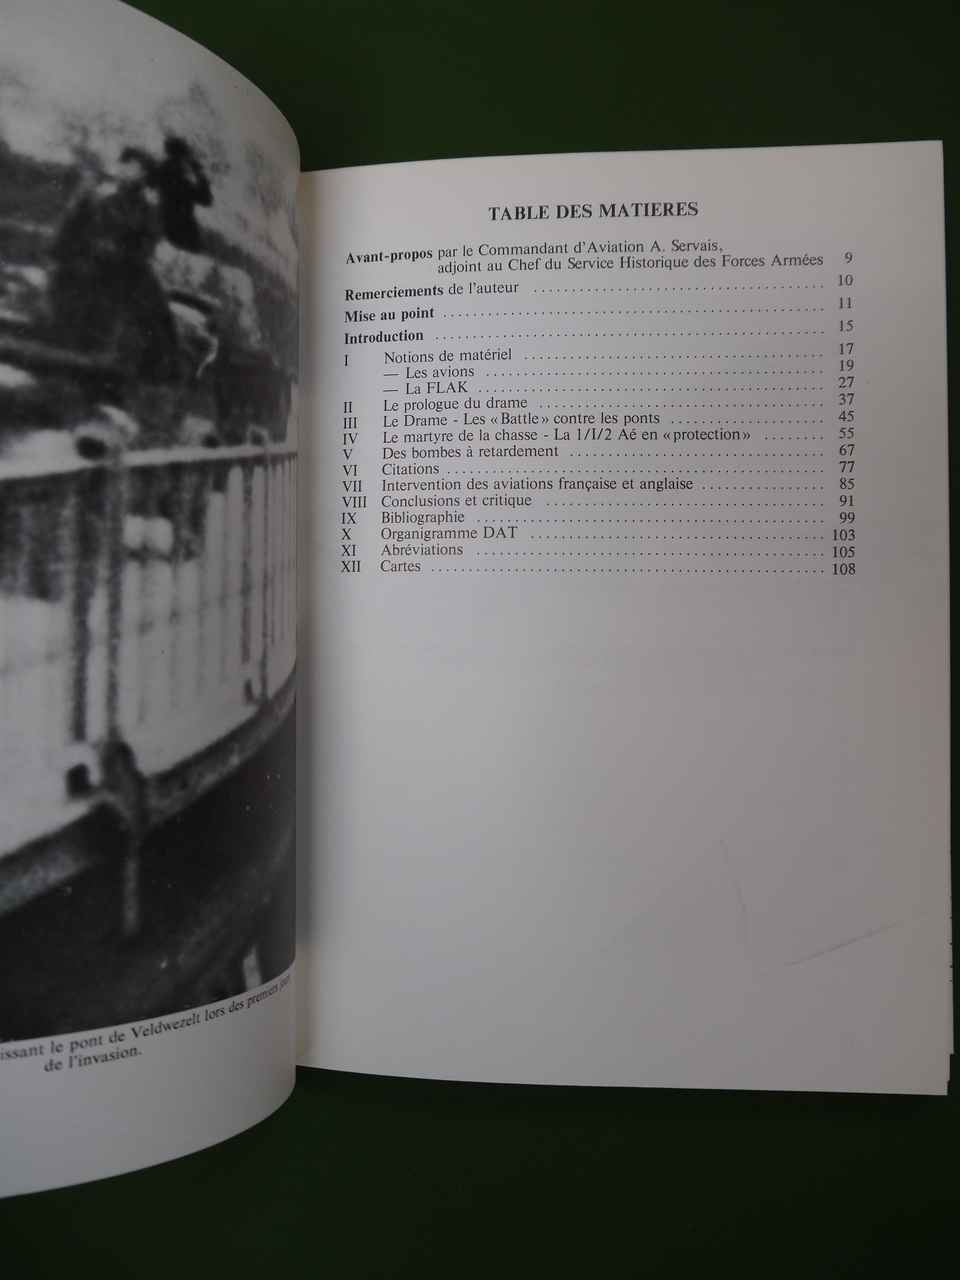 issant le pont de Veldwezelt lors des premiers jours
de l'invasion.
TABLE DES MATIERES
Avant-propos par le Commandant d'Aviation A. Servais,
adjoint au Chef du Service Historique des Forces Armées 9
Remerciements de l'auteur ........ 10
Mise au point ........ 11
Introduction ........ 15
I Notions de matériel ........ 17
— Les avions ........ 19
— La FLAK ........ 27
II Le prologue du drame ........ 37
III Le Drame - Les «Battle» contre les ponts ........ 45
IV Le martyre de la chasse - La 1/I/2 Aé en «protection» ........ 55
V Des bombes à retardement ........ 67
VI Citations ........ 77
VII Intervention des aviations française et anglaise ........ 85
VIII Conclusions et critique ........ 91
IX Bibliographie ........ 99
X Organigramme DAT ........ 103
XI Abréviations ........ 105
XII Cartes ........ 108